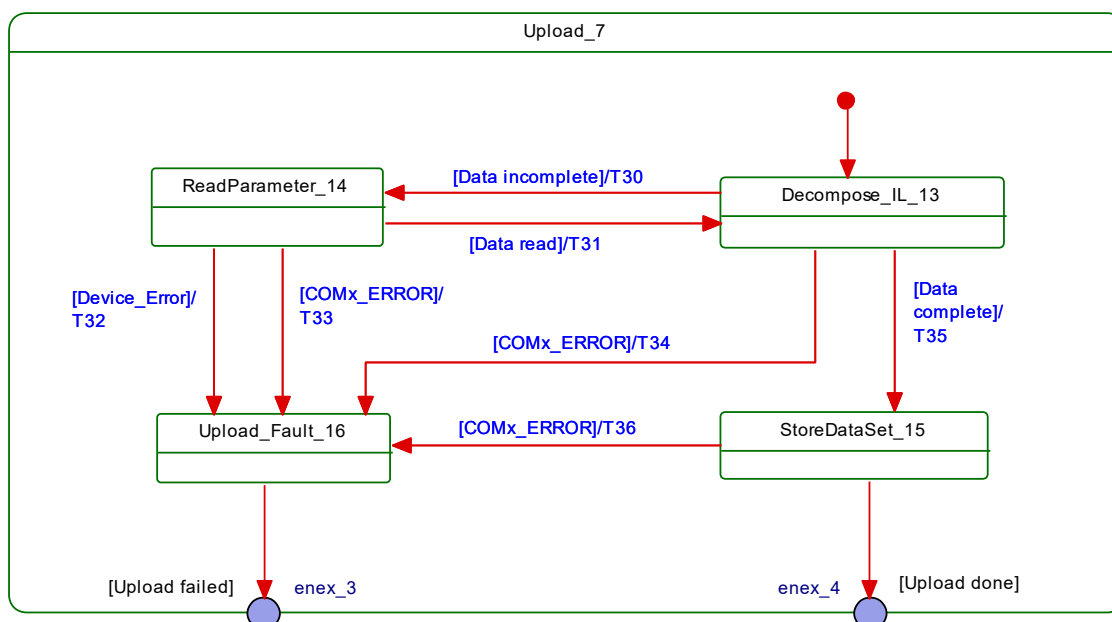 Upload_7
[Data incomplete]/T30
ReadParameter_14
Decompose_IL_13
[Data read]/T31
[Device_Error]/
T32
[COMx_ERROR]/
T33
[Data
complete]/
T35
[COMx_ERROR]/T34
Upload_Fault_16
[COMx_ERROR]/T36
StoreDataSet_15
[Upload failed]
enex_3
enex_4
[Upload done]